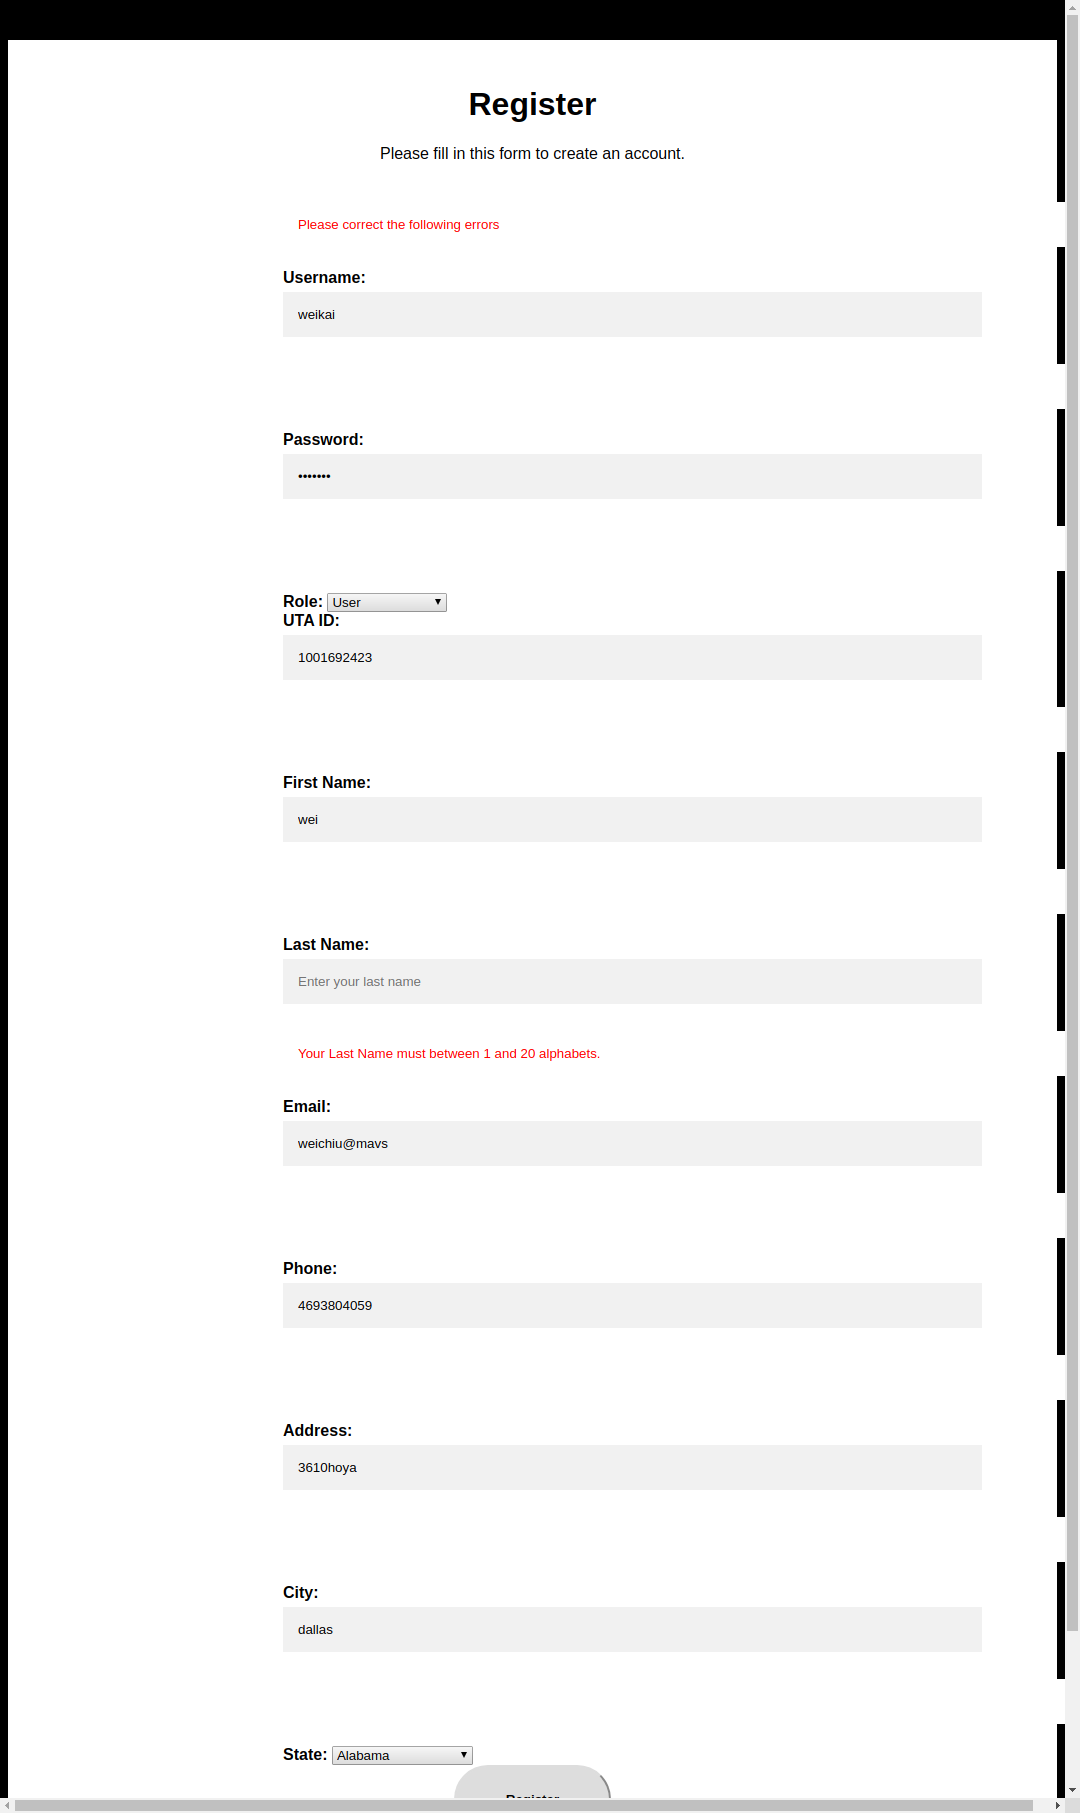 Register
Please fill in this form to create an account.
Please correct the following errors
Username:
weikai
Password:
•••••••
Role: User
UTA ID:
1001692423
First Name:
wei
Last Name:
Enter your last name
Your Last Name must between 1 and 20 alphabets.
Email:
weichiu@mavs
Phone:
4693804059
Address:
3610hoya
City:
dallas
State: Alabama
Register